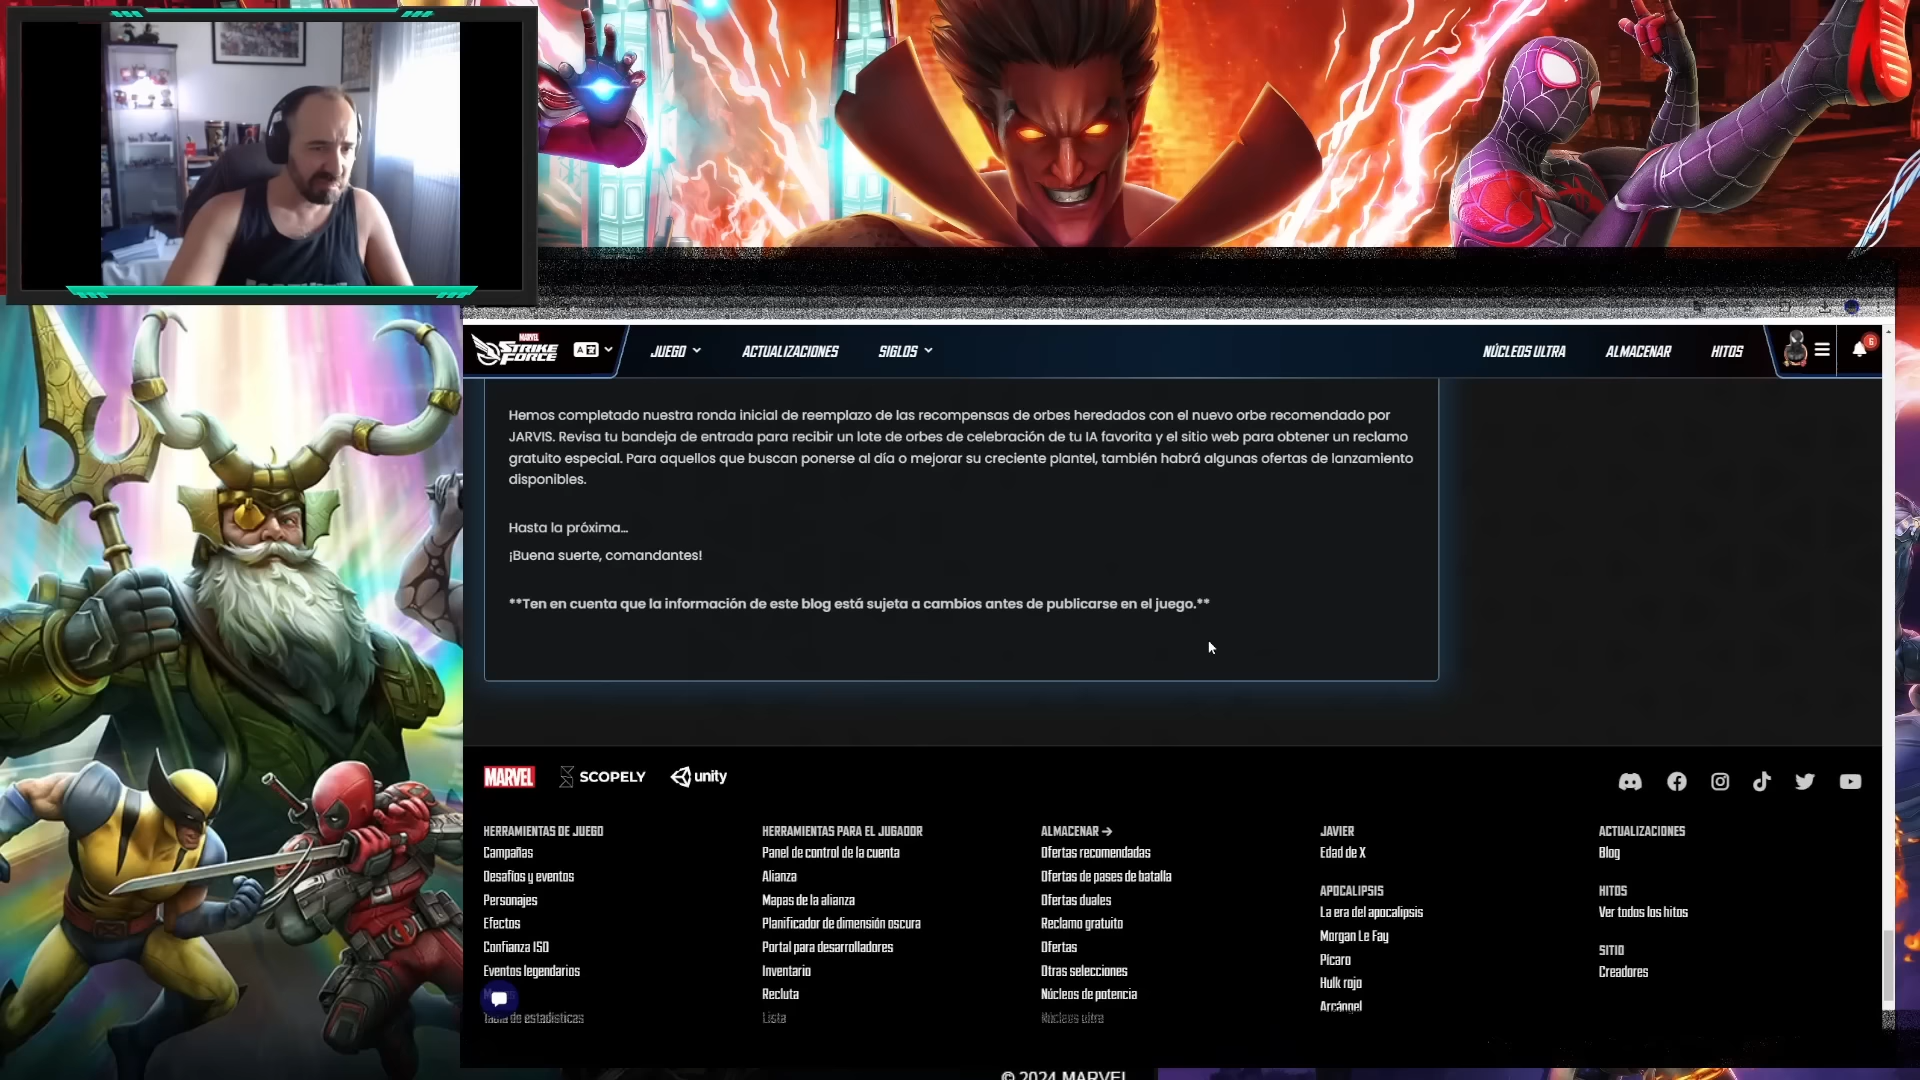 MARVEL
STRIKE FORCE
JUEGO
ACTUALIZACIONES
SIGLOS
NÚCLEOS ULTRA
ALMACENAR
HITOS
6
Hemos completado nuestra ronda inicial de reemplazo de las recompensas de orbes heredados con el nuevo orbe recomendado por
JARVIS. Revisa tu bandeja de entrada para recibir un lote de orbes de celebración de tu IA favorita y el sitio web para obtener un reclamo
gratuito especial. Para aquellos que buscan ponerse al día o mejorar su creciente plantel, también habrá algunas ofertas de lanzamiento
disponibles.
Hasta la próxima...
¡Buena suerte, comandantes!
**Ten en cuenta que la información de este blog está sujeta a cambios antes de publicarse en el juego.**
MARVEL
SCOPELY
unity
HERRAMIENTAS DE JUEGO
Campañas
Desafíos y eventos
Personajes
Efectos
Confianza ISO
Eventos legendarios
Tabla de estadísticas
HERRAMIENTAS PARA EL JUGADOR
Panel de control de la cuenta
Alianza
Mapas de la alianza
Planificador de dimensión oscura
Portal para desarrolladores
Inventario
Recluta
Lista
ALMACENAR →
Ofertas recomendadas
Ofertas de pases de batalla
Ofertas duales
Reclamo gratuito
Ofertas
Otras selecciones
Núcleos de potencia
Núcleos ultra
JAVIER
Edad de X
APOCALIPSIS
La era del apocalipsis
Morgan Le Fay
Pícaro
Hulk rojo
Arcángel
ACTUALIZACIONES
Blog
HITOS
Ver todos los hitos
SITIO
Creadores
© 2024 MARVEL